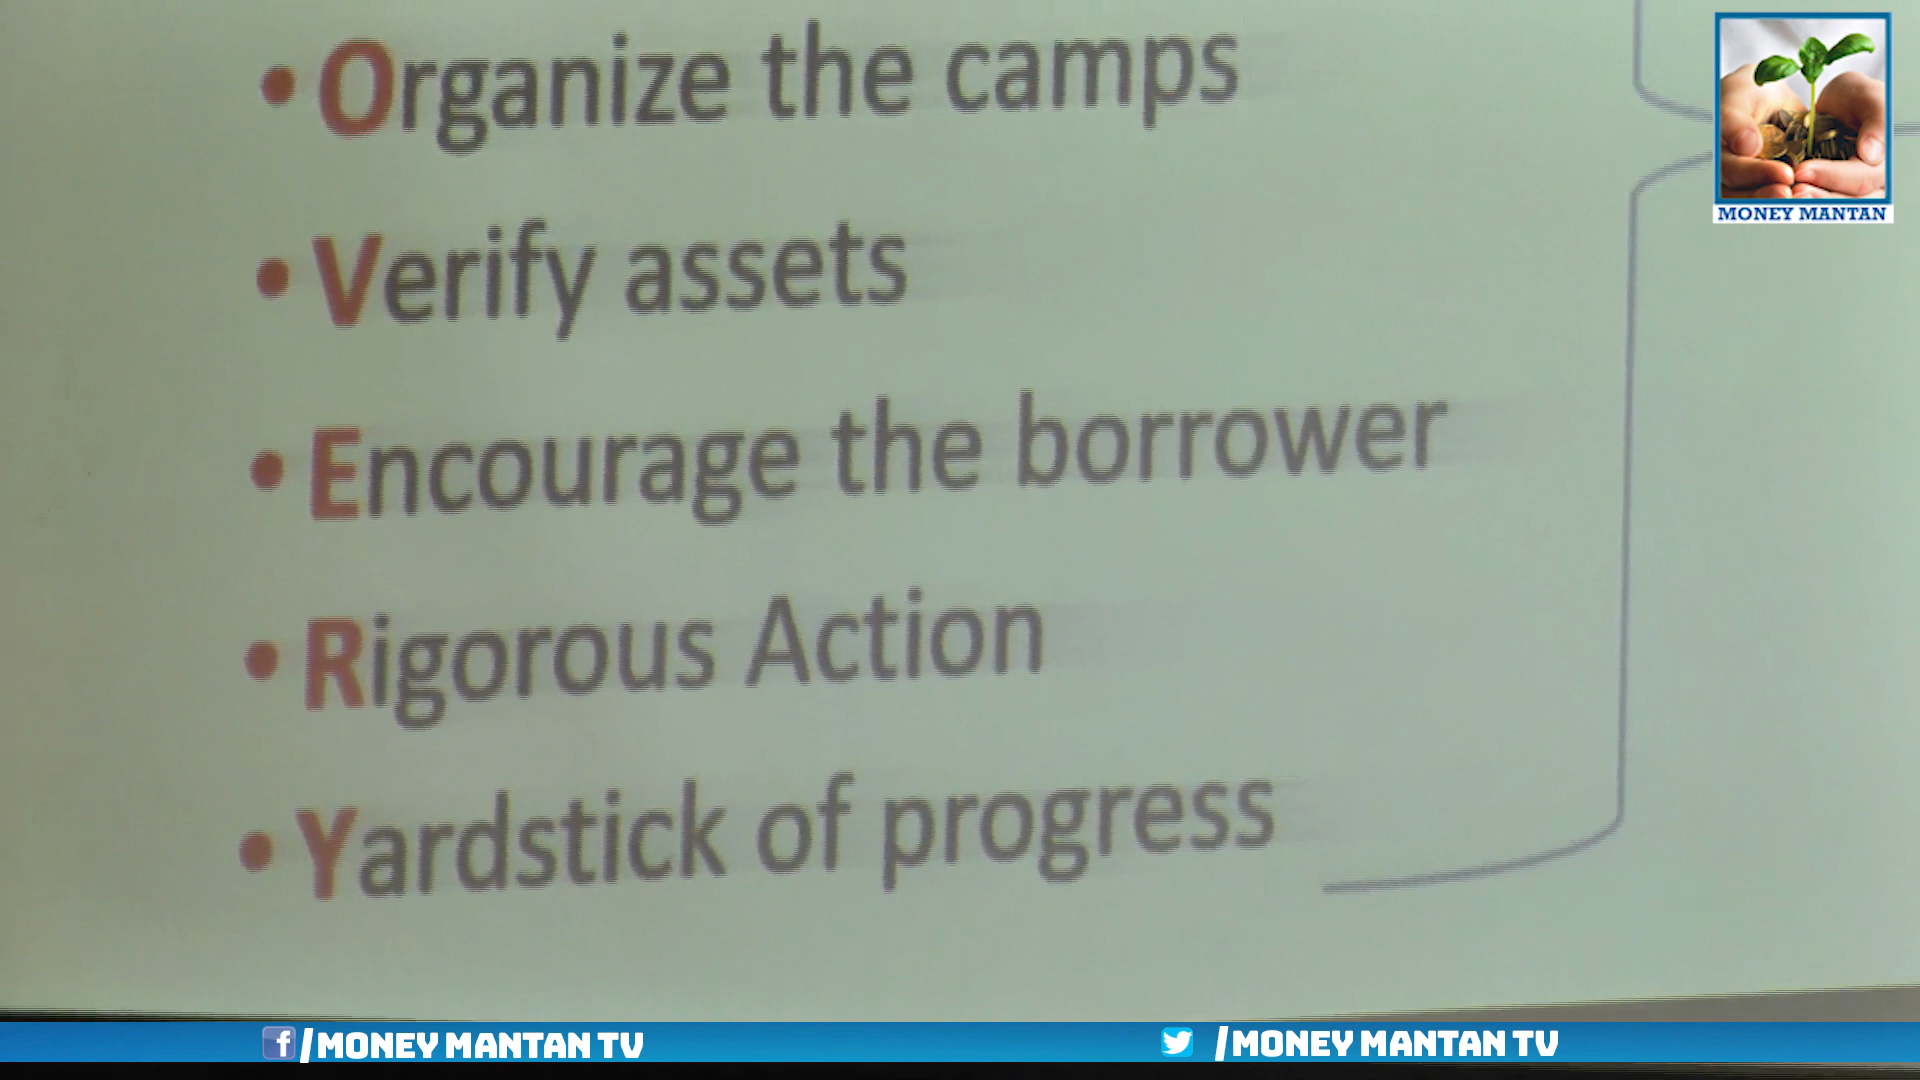 • Organize the camps
• Verify assets
• Encourage the borrower
• Rigorous Action
• Yardstick of progress
MONEY MANTAN
f /MONEY MANTAN TV
/MONEY MANTAN TV